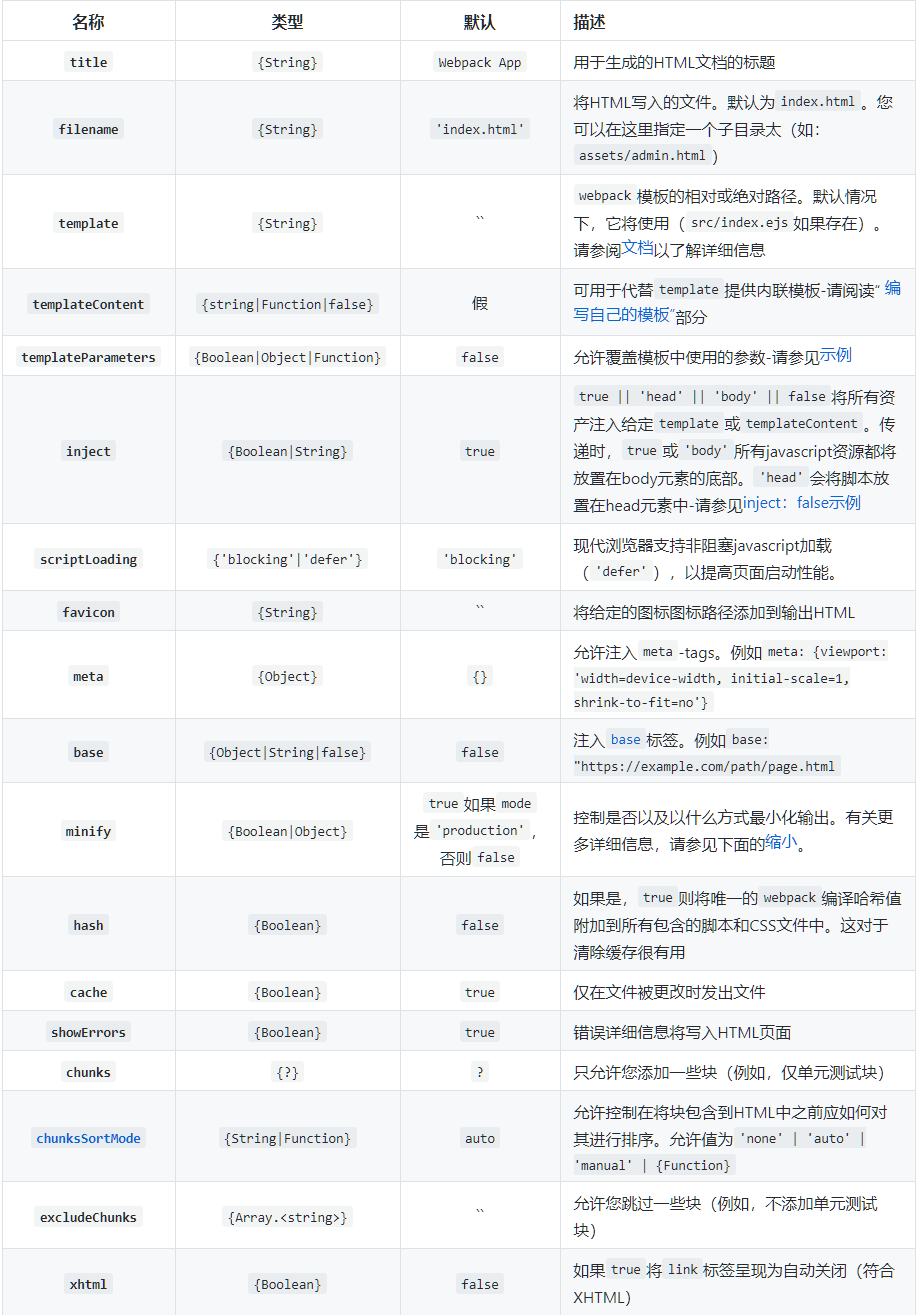 名称 类型 默认 描述
title {String} Webpack App 用于生成的HTML文档的标题
filename {String} 'index.html' 将HTML写入的文件。默认为 index.html 。您
可以在这里指定一个子目录太（如：
assets/admin.html ）
template {String} `` webpack 模板的相对或绝对路径。默认情况
下，它将使用（ src/index.ejs 如果存在）。
请参阅文档以了解详细信息
templateContent {string|Function|false} 假 可用于代替 template 提供内联模板-请阅读“ 编
写自己的模板”部分
templateParameters {Boolean|Object|Function} false 允许覆盖模板中使用的参数-请参见示例
inject {Boolean|String} true true || 'head' || 'body' || false 将所有资
产注入给定 template 或 templateContent 。传
递时， true 或 'body' 所有javascript资源都将
放置在body元素的底部。 'head' 会将脚本放
置在head元素中-请参见inject：false示例
scriptLoading {'blocking'|'defer'} 'blocking' 现代浏览器支持非阻塞javascript加载
（ 'defer' ），以提高页面启动性能。
favicon {String} `` 将给定的图标图标路径添加到输出HTML
meta {Object} {} 允许注入 meta -tags。例如 meta: {viewport:
'width=device-width, initial-scale=1,
shrink-to-fit=no'}
base {Object|String|false} false 注入 base 标签。例如 base:
"https://example.com/path/page.html
minify {Boolean|Object} true 如果 mode
是 'production' ，
否则 false 控制是否以及以什么方式最小化输出。有关更
多详细信息，请参见下面的缩小。
hash {Boolean} false 如果是， true 则将唯一的 webpack 编译哈希值
附加到所有包含的脚本和CSS文件中。这对于
清除缓存很有用
cache {Boolean} true 仅在文件被更改时发出文件
showErrors {Boolean} true 错误详细信息将写入HTML页面
chunks {?} ? 只允许您添加一些块（例如，仅单元测试块）
chunksSortMode {String|Function} auto 允许控制在将块包含到HTML中之前应如何对
其进行排序。允许值为 'none' | 'auto' |
'manual' | {Function}
excludeChunks {Array.<string>} `` 允许您跳过一些块（例如，不添加单元测试
块）
xhtml {Boolean} false 如果 true 将 link 标签呈现为自动关闭（符合
XHTML）